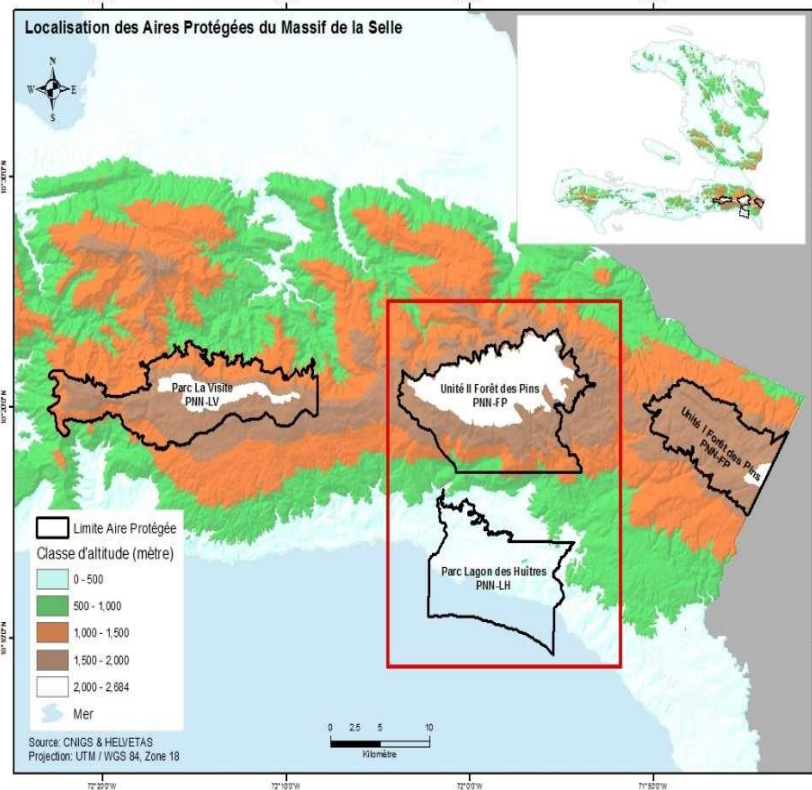 Localisation des Aires Protégées du Massif de la Selle
N
W E
S
Parc La Visite
PNN-LV
Unité II Forêt des Pins
PNN-FP
Unité I Forêt des Pins
PNN-FP
Parc Lagon des Huîtres
PNN-LH
Limite Aire Protégée
Classe d'altitude (mètre)
0 - 500
500 - 1,000
1,000 - 1,500
1,500 - 2,000
2,000 - 2,684
Mer
Source: CNIGS & HELVETAS
Projection: UTM / WGS 84, Zone 18
0 2.5 5 10
Kilomètre
72°20'0"W 72°10'0"W 72°0'0"W 71°50'0"W